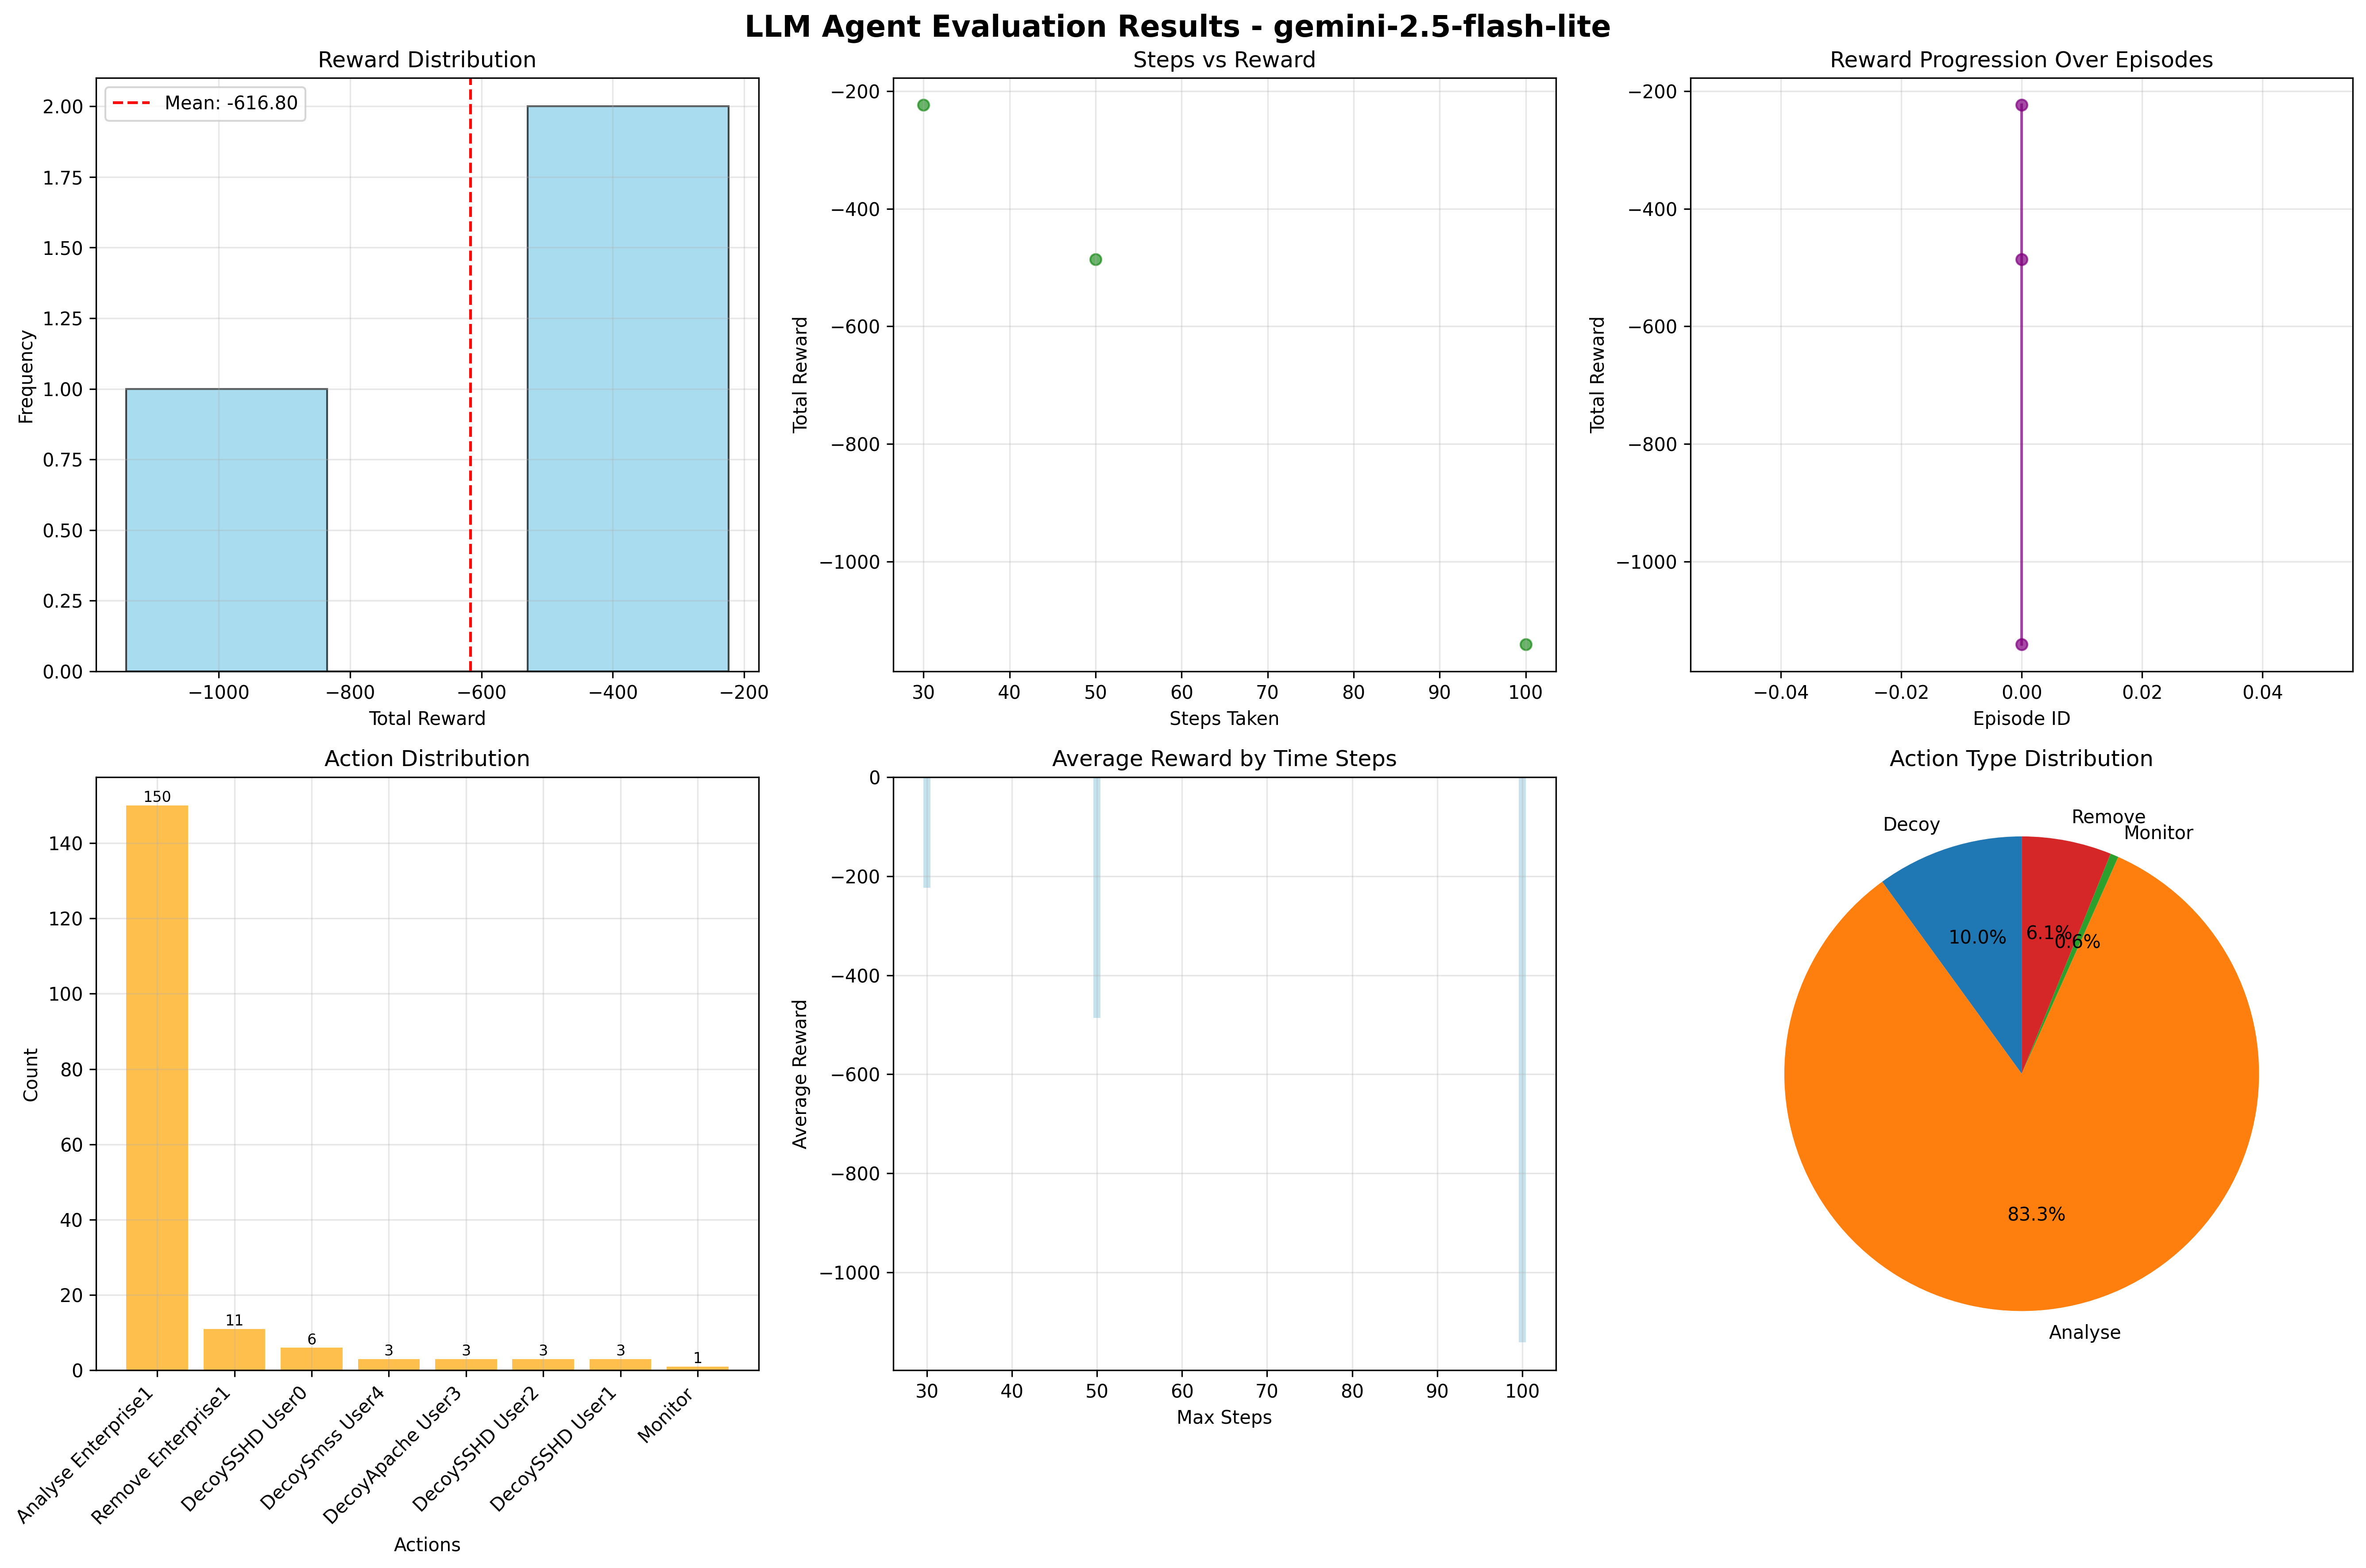 LLM Agent Evaluation Results - gemini-2.5-flash-lite
Reward Distribution
Mean: -616.80
2.00
1.75
1.50
1.25
1.00
0.75
0.50
0.25
0.00
Frequency
−1000 −800 −600 −400 −200
Total Reward
Steps vs Reward
−200
−400
−600
−800
−1000
Total Reward
30 40 50 60 70 80 90 100
Steps Taken
Reward Progression Over Episodes
−200
−400
−600
−800
−1000
Total Reward
−0.04 −0.02 0.00 0.02 0.04
Episode ID
Action Distribution
140
120
100
80
60
40
20
0
Count
150
11
6
3
3
3
3
1
Analyse Enterprise1
Remove Enterprise1
DecoySSHD User0
DecoySmss User4
DecoyApache User3
DecoySSHD User2
DecoySSHD User1
Monitor
Actions
Average Reward by Time Steps
0
−200
−400
−600
−800
−1000
Average Reward
30 40 50 60 70 80 90 100
Max Steps
Action Type Distribution
Decoy
Remove
Monitor
10.0%
6.1%
0.6%
83.3%
Analyse